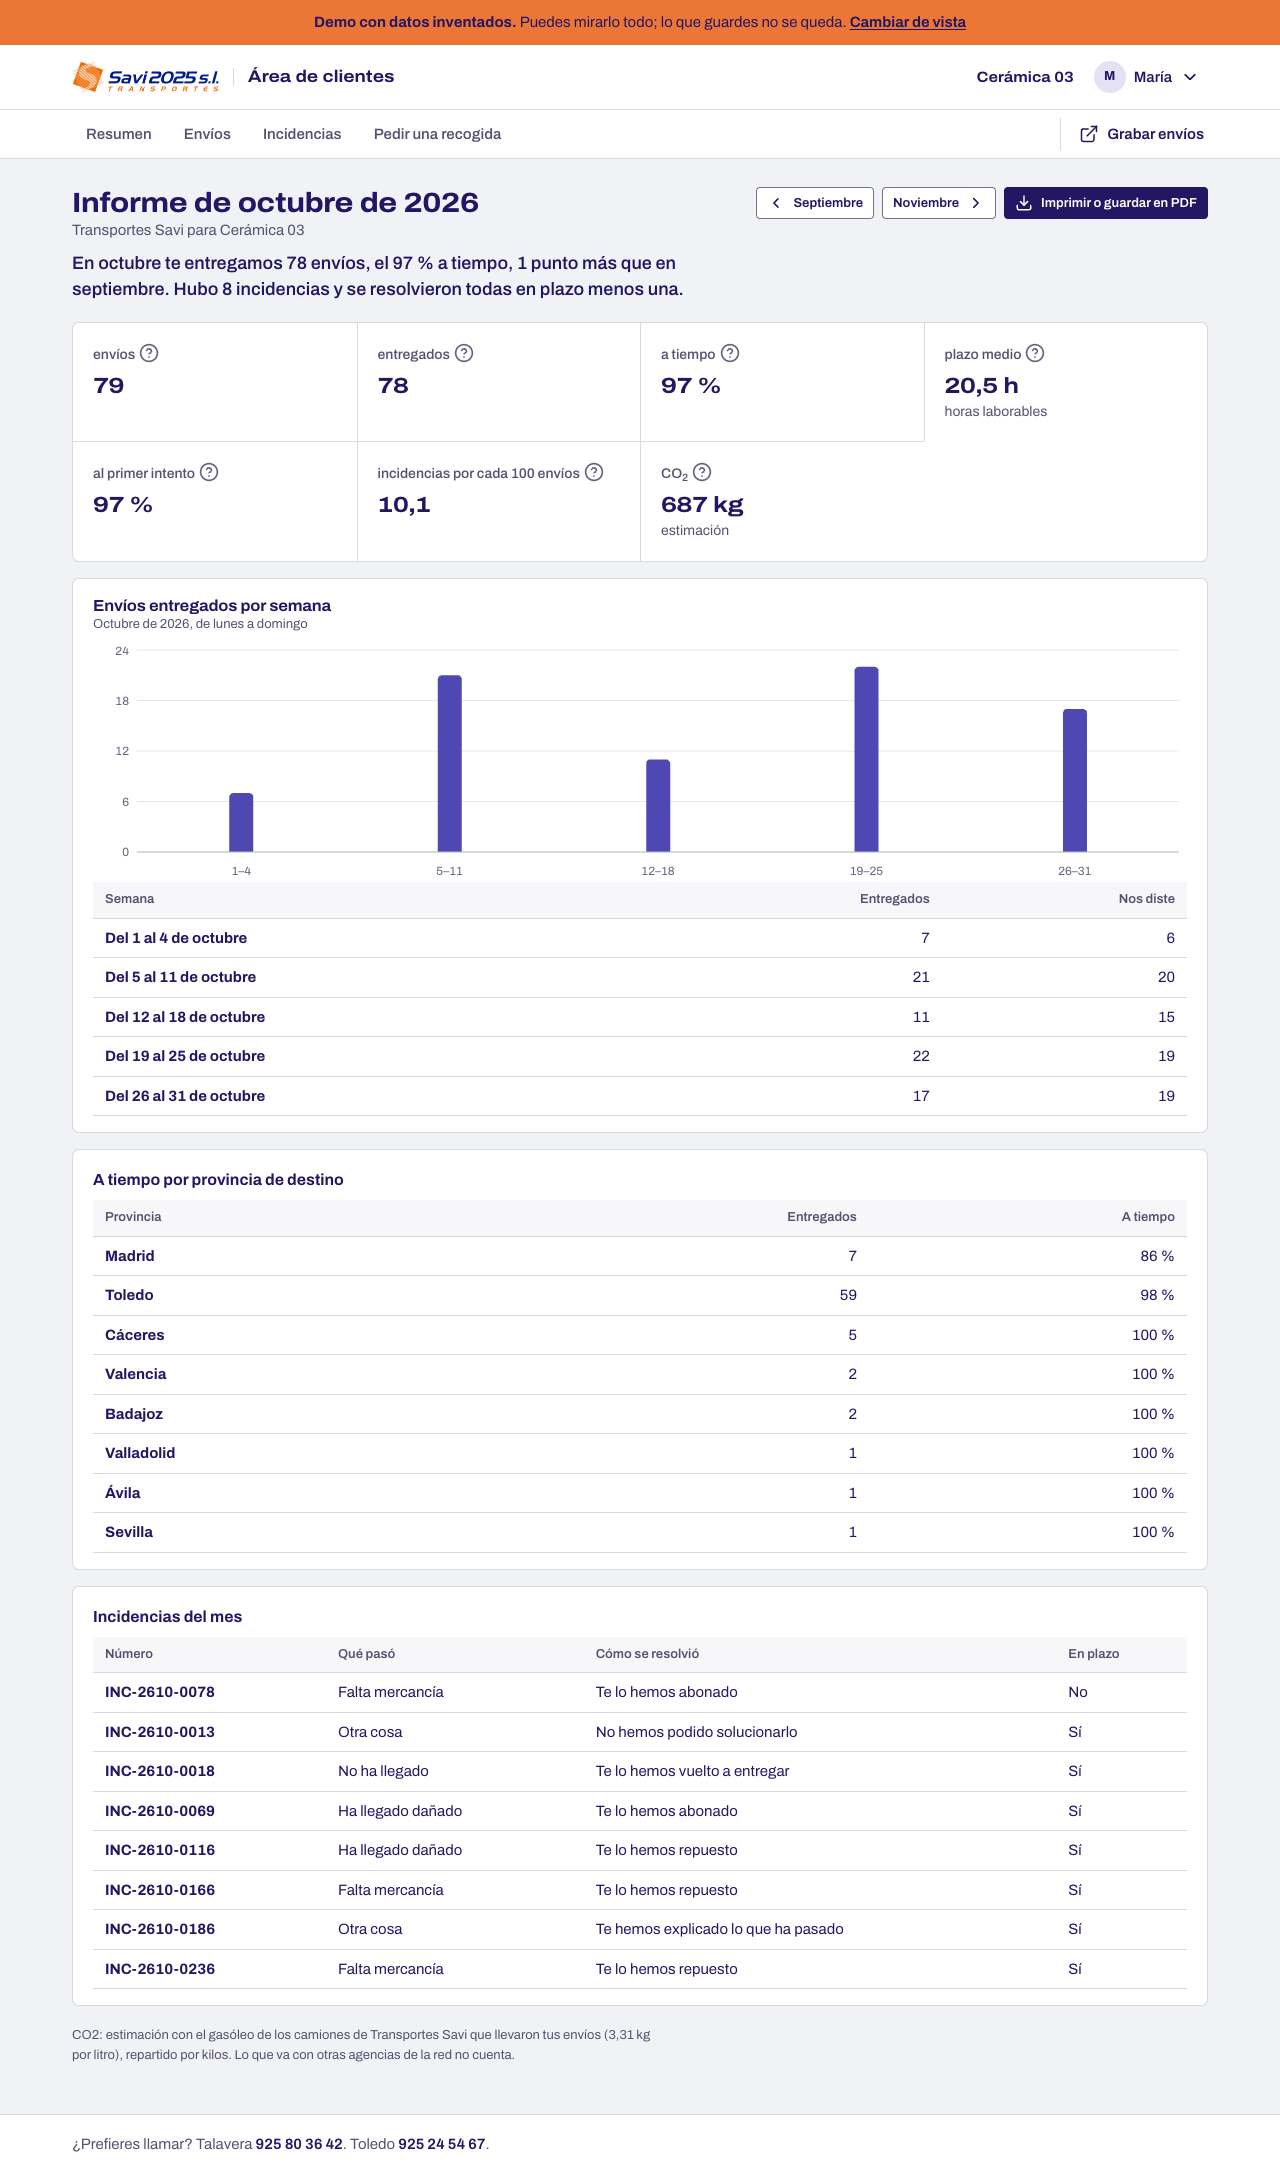 Demo con datos inventados. Puedes mirarlo todo; lo que guardes no se queda. Cambiar de vista
Savi 2025 s.l.
TRANSPORTES
Área de clientes
Cerámica 03
M
María
Resumen
Envíos
Incidencias
Pedir una recogida
Grabar envíos
Informe de octubre de 2026
Septiembre
Noviembre
Imprimir o guardar en PDF
Transportes Savi para Cerámica 03
En octubre te entregamos 78 envíos, el 97 % a tiempo, 1 punto más que en
septiembre. Hubo 8 incidencias y se resolvieron todas en plazo menos una.
envíos ?
79
entregados ?
78
a tiempo ?
97 %
plazo medio ?
20,5 h
horas laborables
al primer intento ?
97 %
incidencias por cada 100 envíos ?
10,1
CO2 ?
687 kg
estimación
Envíos entregados por semana
Octubre de 2026, de lunes a domingo
24
18
12
6
0
1–4
5–11
12–18
19–25
26–31
Semana Entregados Nos diste
Del 1 al 4 de octubre 7 6
Del 5 al 11 de octubre 21 20
Del 12 al 18 de octubre 11 15
Del 19 al 25 de octubre 22 19
Del 26 al 31 de octubre 17 19
A tiempo por provincia de destino
Provincia Entregados A tiempo
Madrid 7 86 %
Toledo 59 98 %
Cáceres 5 100 %
Valencia 2 100 %
Badajoz 2 100 %
Valladolid 1 100 %
Ávila 1 100 %
Sevilla 1 100 %
Incidencias del mes
Número Qué pasó Cómo se resolvió En plazo
INC-2610-0078 Falta mercancía Te lo hemos abonado No
INC-2610-0013 Otra cosa No hemos podido solucionarlo Sí
INC-2610-0018 No ha llegado Te lo hemos vuelto a entregar Sí
INC-2610-0069 Ha llegado dañado Te lo hemos abonado Sí
INC-2610-0116 Ha llegado dañado Te lo hemos repuesto Sí
INC-2610-0166 Falta mercancía Te lo hemos repuesto Sí
INC-2610-0186 Otra cosa Te hemos explicado lo que ha pasado Sí
INC-2610-0236 Falta mercancía Te lo hemos repuesto Sí
CO2: estimación con el gasóleo de los camiones de Transportes Savi que llevaron tus envíos (3,31 kg
por litro), repartido por kilos. Lo que va con otras agencias de la red no cuenta.
¿Prefieres llamar? Talavera 925 80 36 42. Toledo 925 24 54 67.